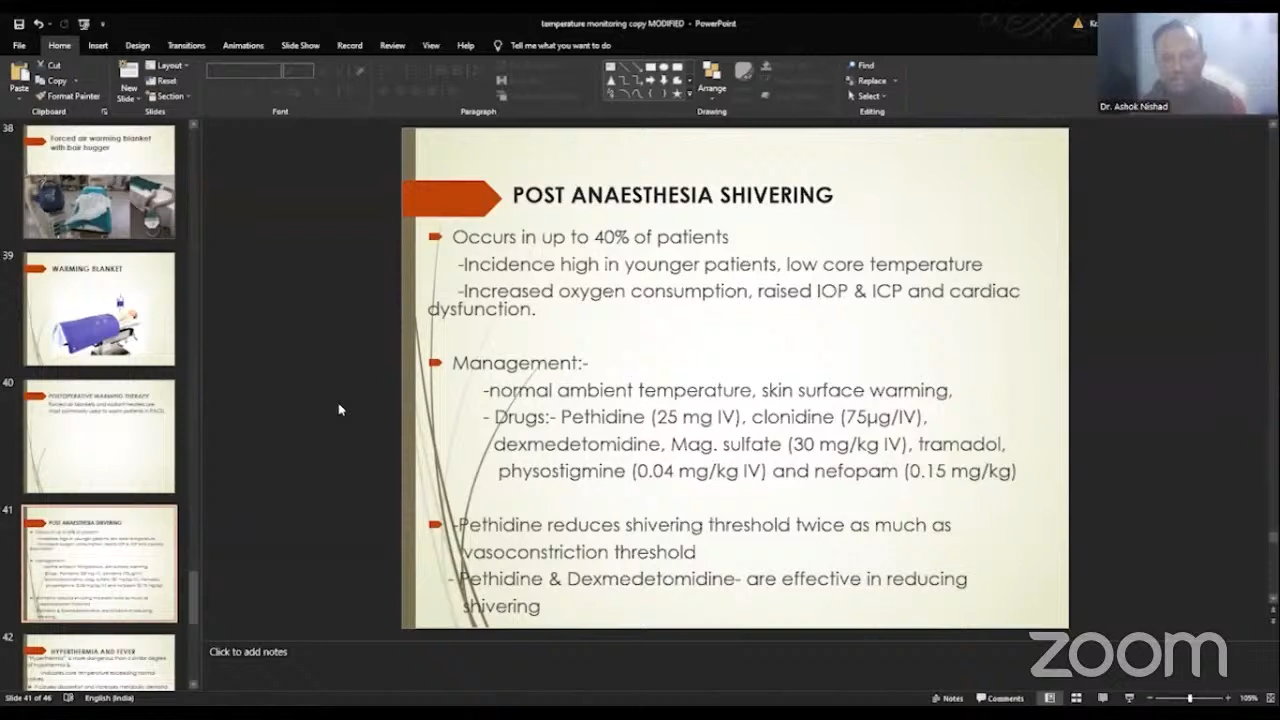 temperature monitoring copy MODIFIED - PowerPoint
File Home Insert Design Transitions Animations Slide Show Record Review View Help Tell me what you want to do
Paste
Cut
Copy
Format Painter
Clipboard
New
Slide
Layout
Reset
Section
Slides
Font
Paragraph
Arrange
Drawing
Find
Replace
Select
Editing
Dr. Ashok Nishad
38
Forced air warming blanket
with bair hugger
39
WARMING BLANKET
40
POSTOPERATIVE WARMING THERAPY
41
POST ANAESTHESIA SHIVERING
42
HYPERTHERMIA AND FEVER
POST ANAESTHESIA SHIVERING
Occurs in up to 40% of patients
-Incidence high in younger patients, low core temperature
-Increased oxygen consumption, raised IOP & ICP and cardiac
dysfunction.
Management:-
-normal ambient temperature, skin surface warming,
- Drugs:- Pethidine (25 mg IV), clonidine (75µg/IV),
dexmedetomidine, Mag. sulfate (30 mg/kg IV), tramadol,
physostigmine (0.04 mg/kg IV) and nefopam (0.15 mg/kg)
-Pethidine reduces shivering threshold twice as much as
vasoconstriction threshold
- Pethidine & Dexmedetomidine- are effective in reducing
shivering
Click to add notes
zoom
Slide 41 of 46 English (India) Notes Comments 105%